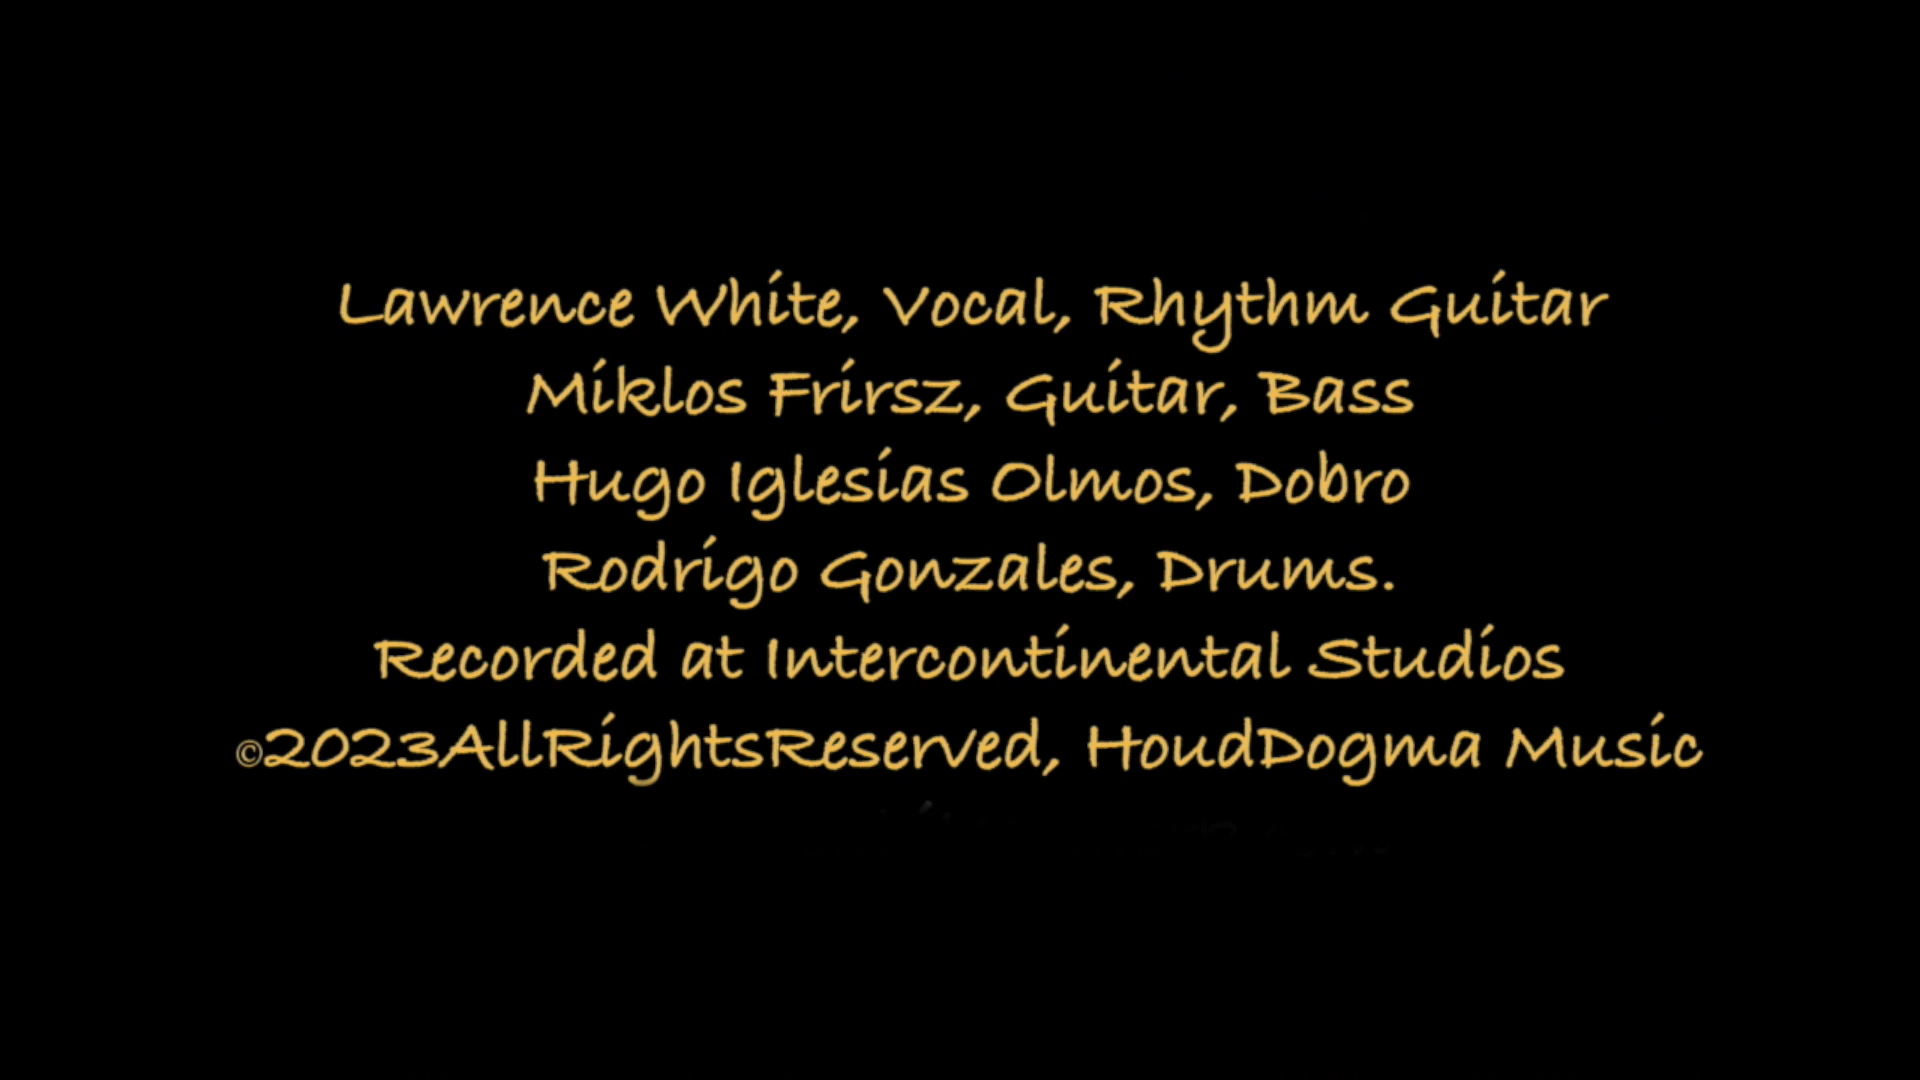 Lawrence White, Vocal, Rhythm Guitar
Miklos Frirsz, Guitar, Bass
Hugo Iglesias Olmos, Dobro
Rodrigo Gonzales, Drums.
Recorded at Intercontinental Studios
©2023AllRightsReserVed, HoudDogma Music